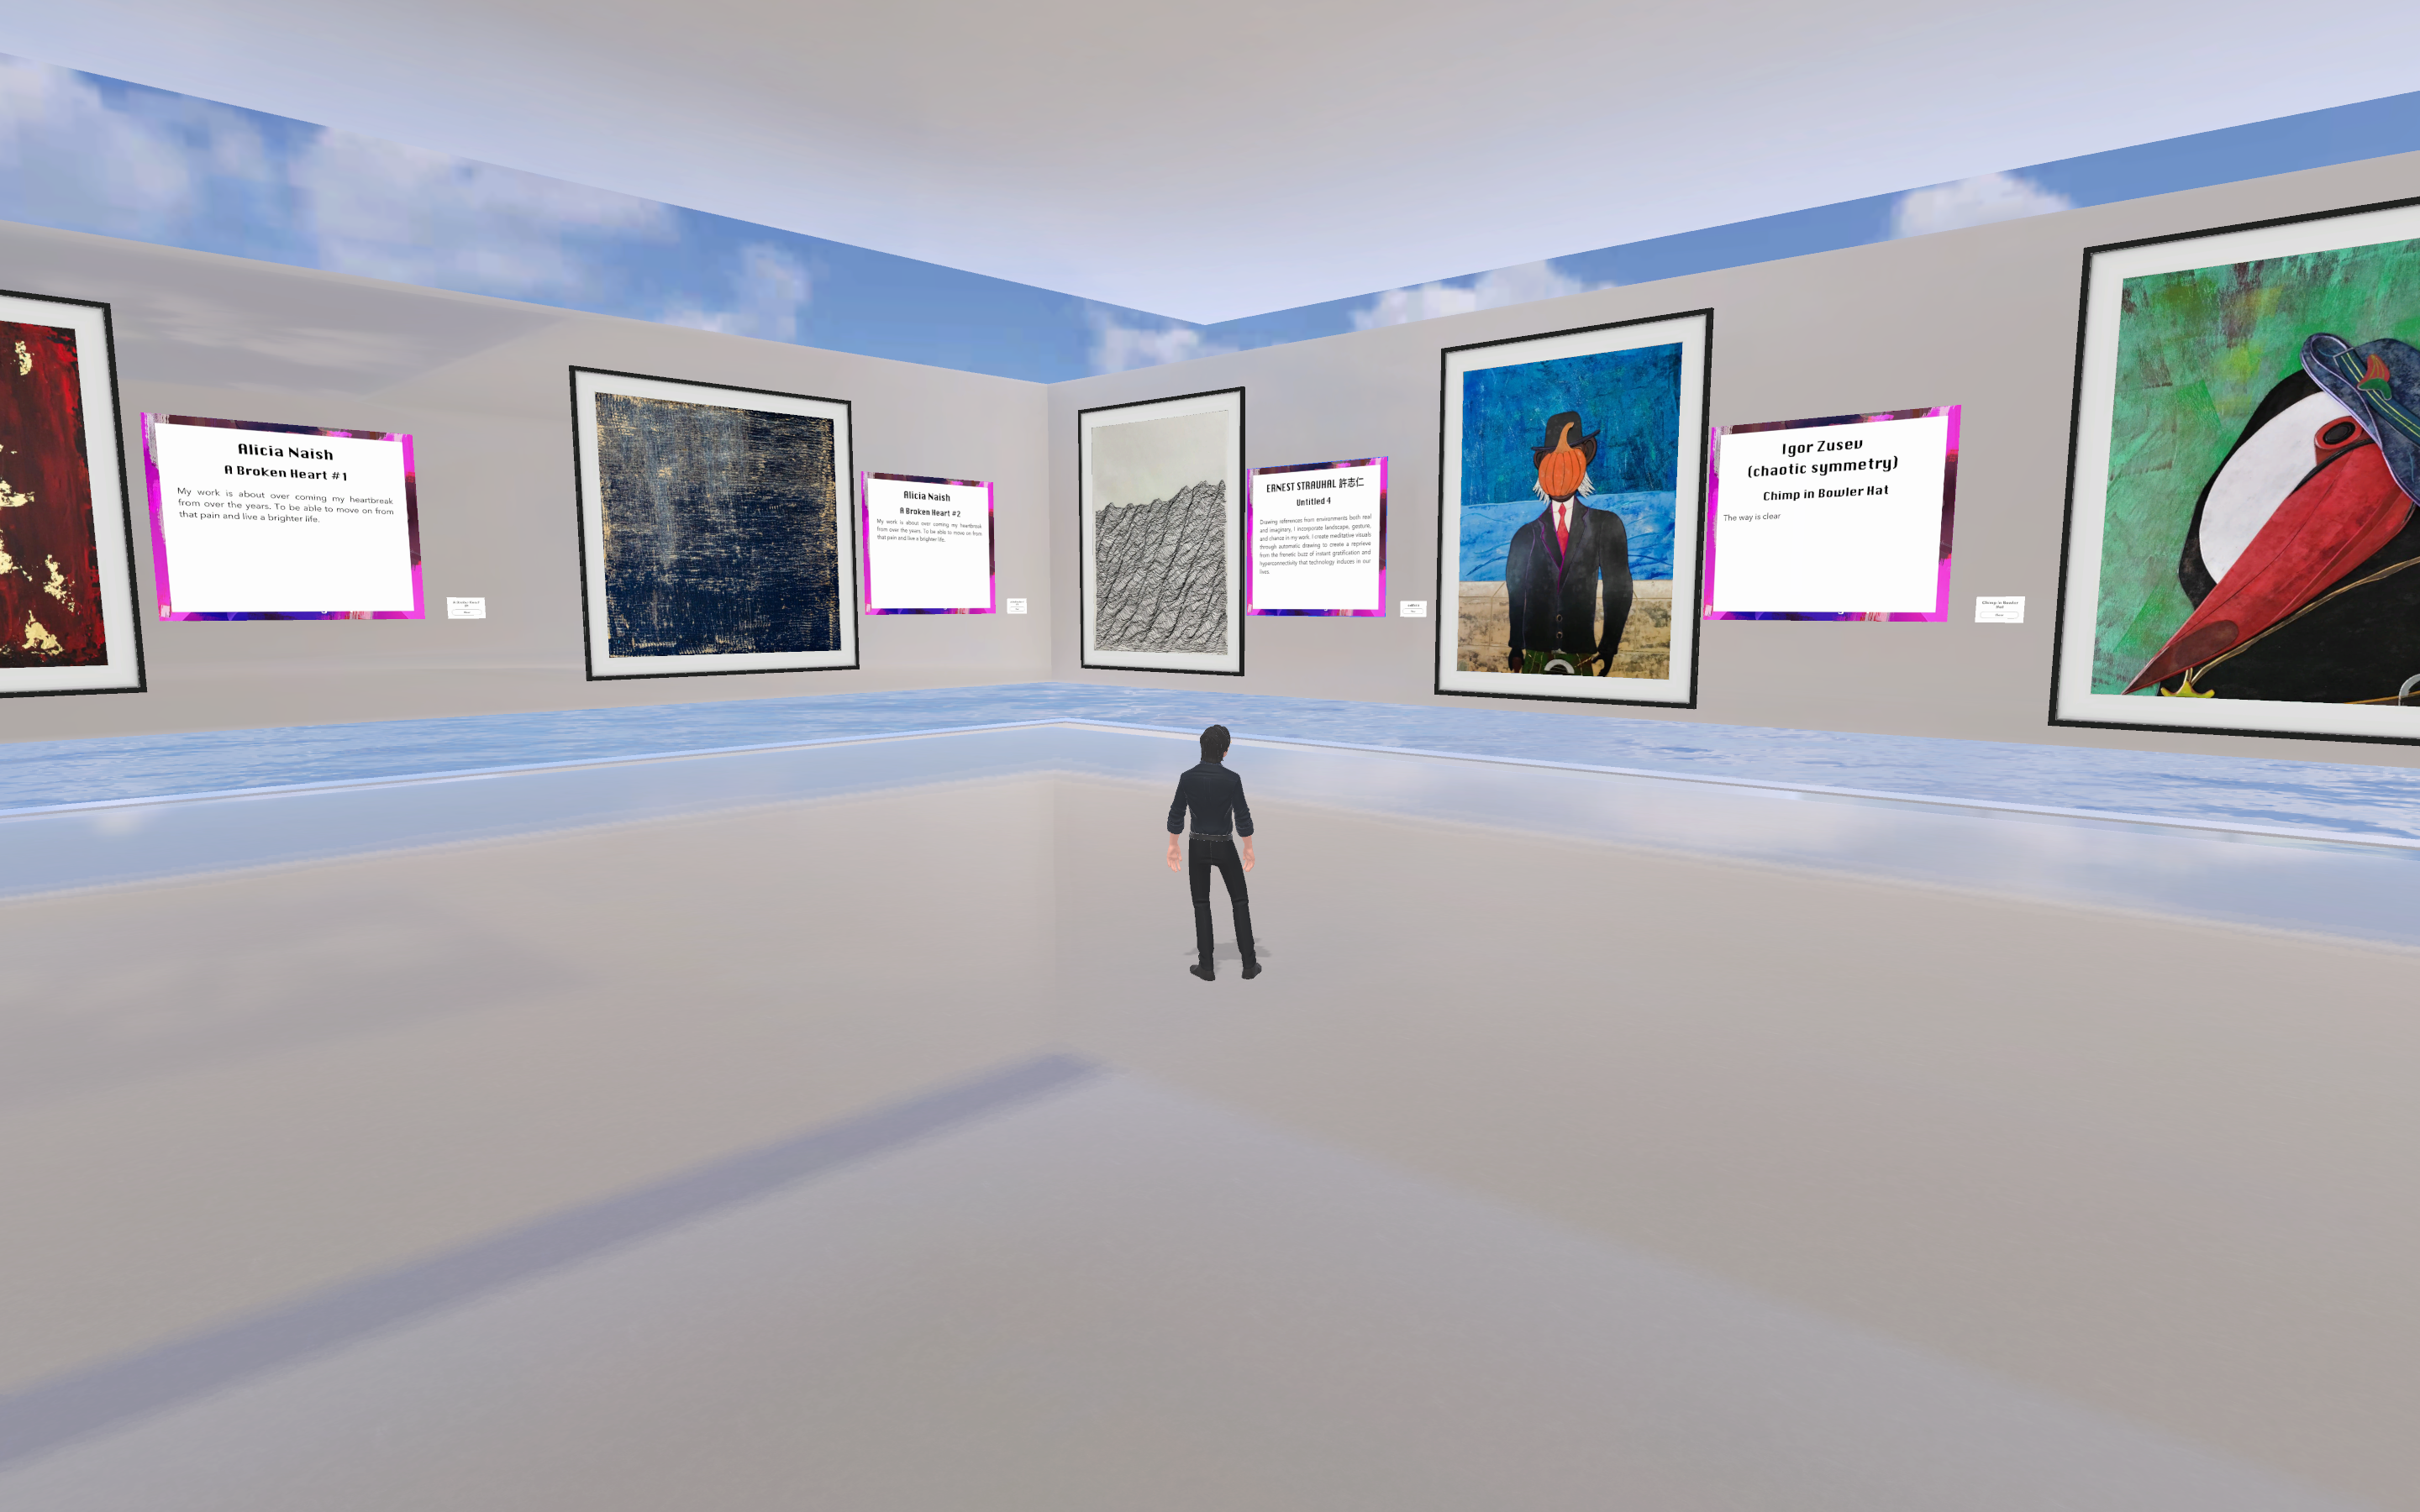 Alicia Naish
A Broken Heart #1
My work is about over coming my heartbreak
from over the years. To be able to move on from
that pain and live a brighter life.
Alicia Naish
A Broken Heart #2
My work is about over coming my heartbreak
from over the years. To be able to move on from
that pain and live a brighter life.
ERNEST STRAUHAL 許志仁
Untitled 4
Drawing references from environments both real
and imaginary, I incorporate landscape, gesture,
and chance in my work. I create meditative visuals
through automatic drawing to create a reprieve
from the frenetic buzz of instant gratification and
hyperconnectivity that technology induces in our
lives.
Igor Zusev
(chaotic symmetry)
Chimp in Bowler Hat
The way is clear
Chimp in Bowler
Hat